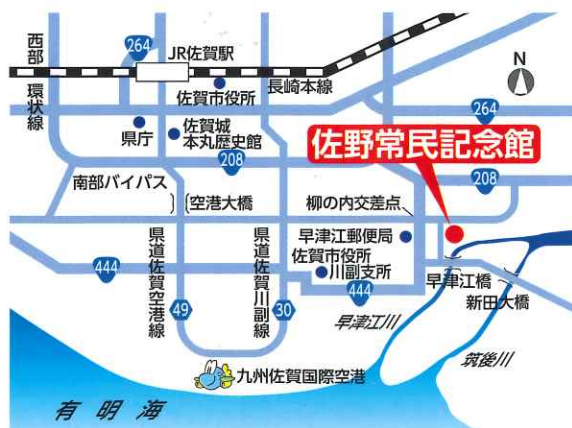 西部
環状線
264
JR佐賀駅
長崎本線
N
佐賀市役所
県庁
佐賀城
本丸歴史館
264
佐野常民記念館
208
208
南部バイパス
空港大橋
柳の内交差点
早津江郵便局
佐賀市役所
川副支所
444
県道佐賀空港線
県道佐賀川副線
444
早津江橋
新田大橋
49
30
早津江川
筑後川
九州佐賀国際空港
有明海